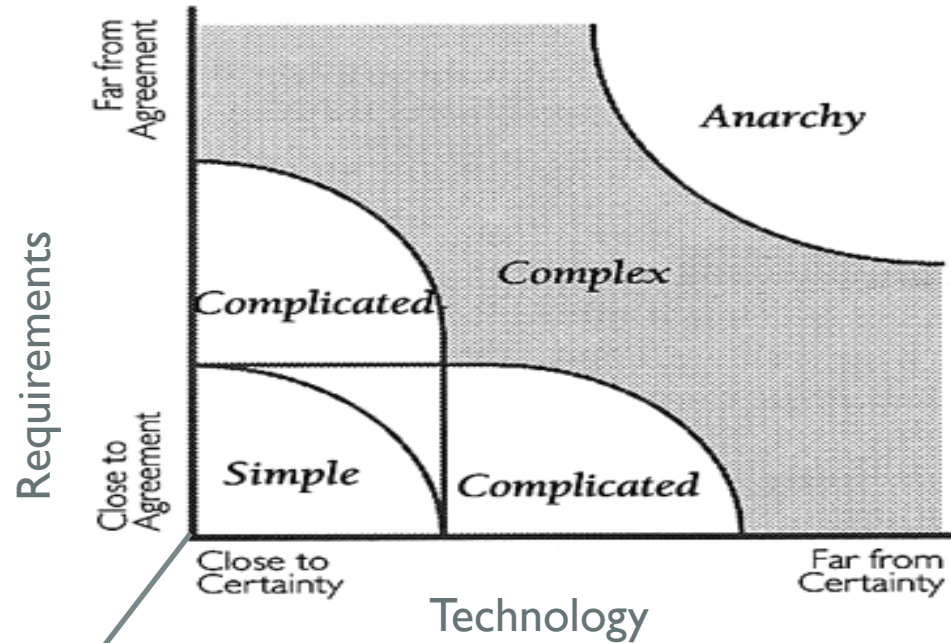 Far from
Agreement
Anarchy
Requirements
Complex
Complicated
Close to
Agreement
Simple
Complicated
Close to
Certainty
Far from
Certainty
Technology